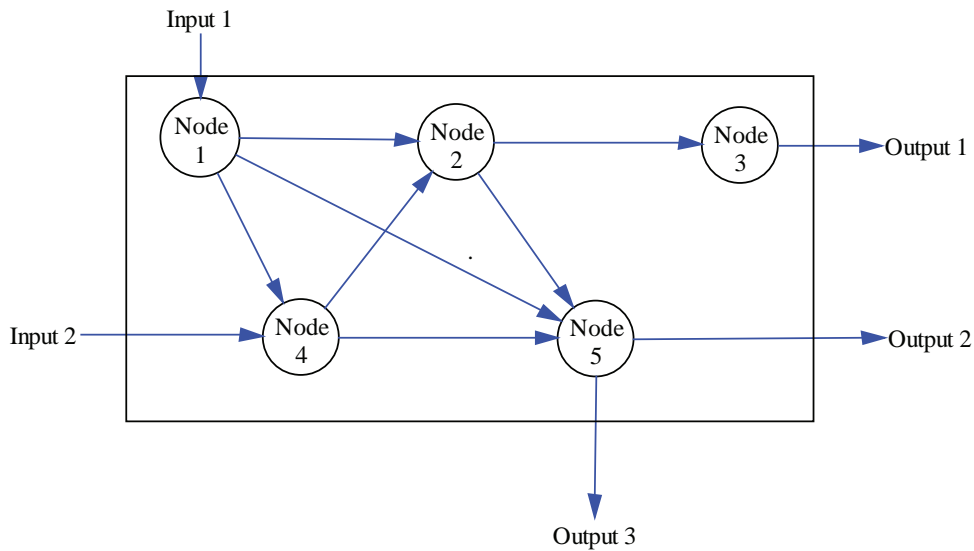 Input 1
Node
1
Node
2
Node
3
Output 1
Input 2
Node
4
Node
5
Output 2
Output 3